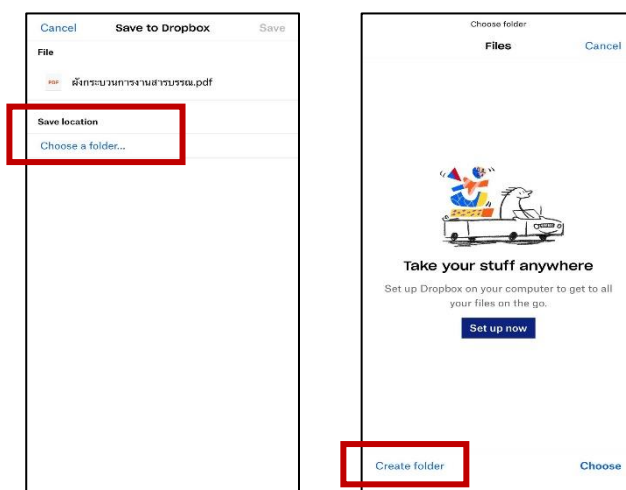 Cancel Save to Dropbox Save
File
PDF ผังกระบวนการงานสารบรรณ.pdf
Save location
Choose a folder...
Choose folder
Files Cancel
Take your stuff anywhere
Set up Dropbox on your computer to get to all
your files on the go.
Set up now
Create folder Choose